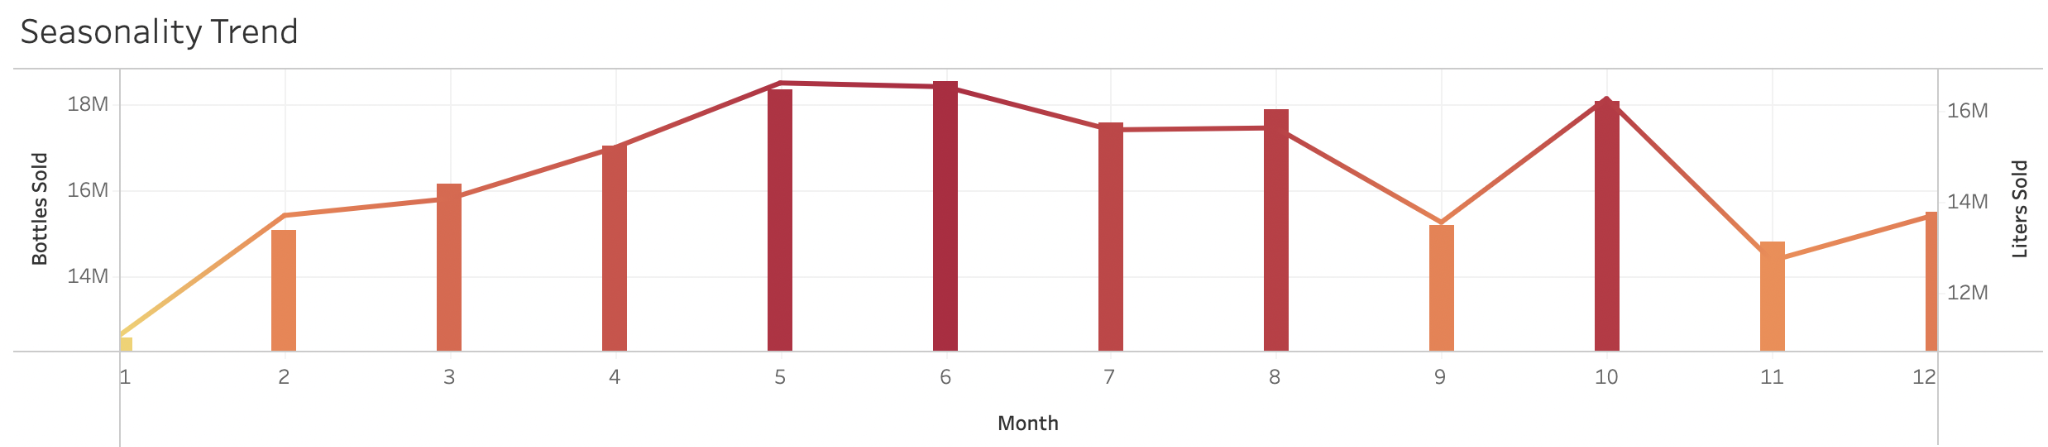 Seasonality Trend
Bottles Sold
18M
16M
14M
16M
14M
12M
Liters Sold
1 2 3 4 5 6 7 8 9 10 11 12
Month